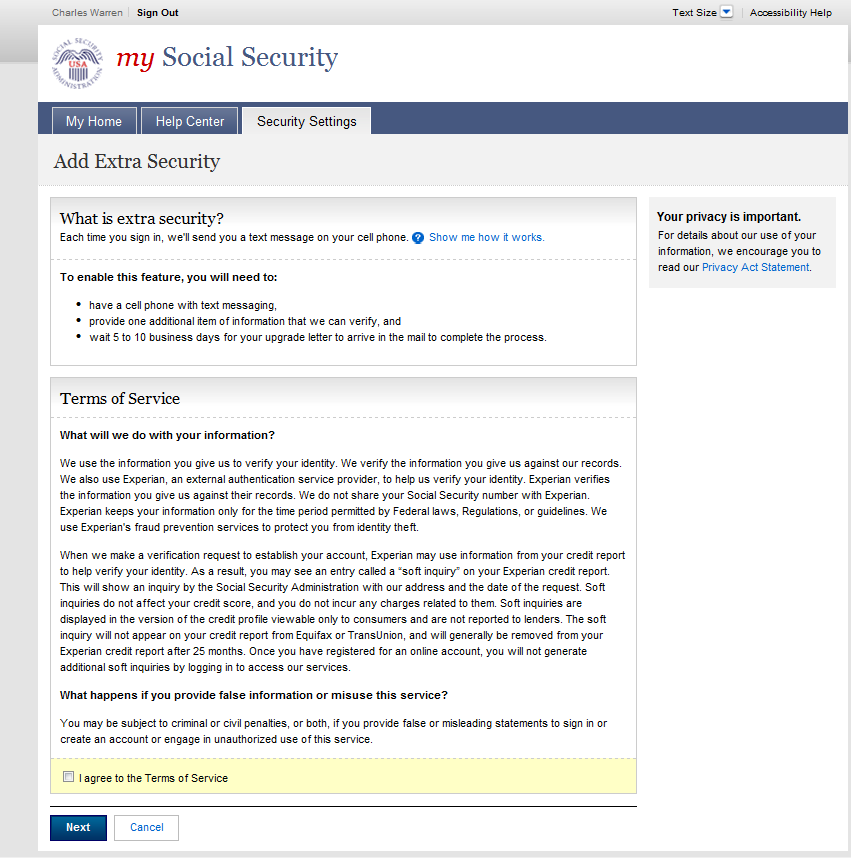 Charles Warren Sign Out Text Size Accessibility Help
SOCIAL SECURITY ADMINISTRATION
USA
my Social Security
My Home Help Center Security Settings
Add Extra Security
What is extra security?
Each time you sign in, we'll send you a text message on your cell phone. ? Show me how it works.
To enable this feature, you will need to:
• have a cell phone with text messaging,
• provide one additional item of information that we can verify, and
• wait 5 to 10 business days for your upgrade letter to arrive in the mail to complete the process.
Your privacy is important.
For details about our use of your
information, we encourage you to
read our Privacy Act Statement.
Terms of Service
What will we do with your information?
We use the information you give us to verify your identity. We verify the information you give us against our records.
We also use Experian, an external authentication service provider, to help us verify your identity. Experian verifies
the information you give us against their records. We do not share your Social Security number with Experian.
Experian keeps your information only for the time period permitted by Federal laws, Regulations, or guidelines. We
use Experian's fraud prevention services to protect you from identity theft.
When we make a verification request to establish your account, Experian may use information from your credit report
to help verify your identity. As a result, you may see an entry called a “soft inquiry” on your Experian credit report.
This will show an inquiry by the Social Security Administration with our address and the date of the request. Soft
inquiries do not affect your credit score, and you do not incur any charges related to them. Soft inquiries are
displayed in the version of the credit profile viewable only to consumers and are not reported to lenders. The soft
inquiry will not appear on your credit report from Equifax or TransUnion, and will generally be removed from your
Experian credit report after 25 months. Once you have registered for an online account, you will not generate
additional soft inquiries by logging in to access our services.
What happens if you provide false information or misuse this service?
You may be subject to criminal or civil penalties, or both, if you provide false or misleading statements to sign in or
create an account or engage in unauthorized use of this service.
I agree to the Terms of Service
Next Cancel